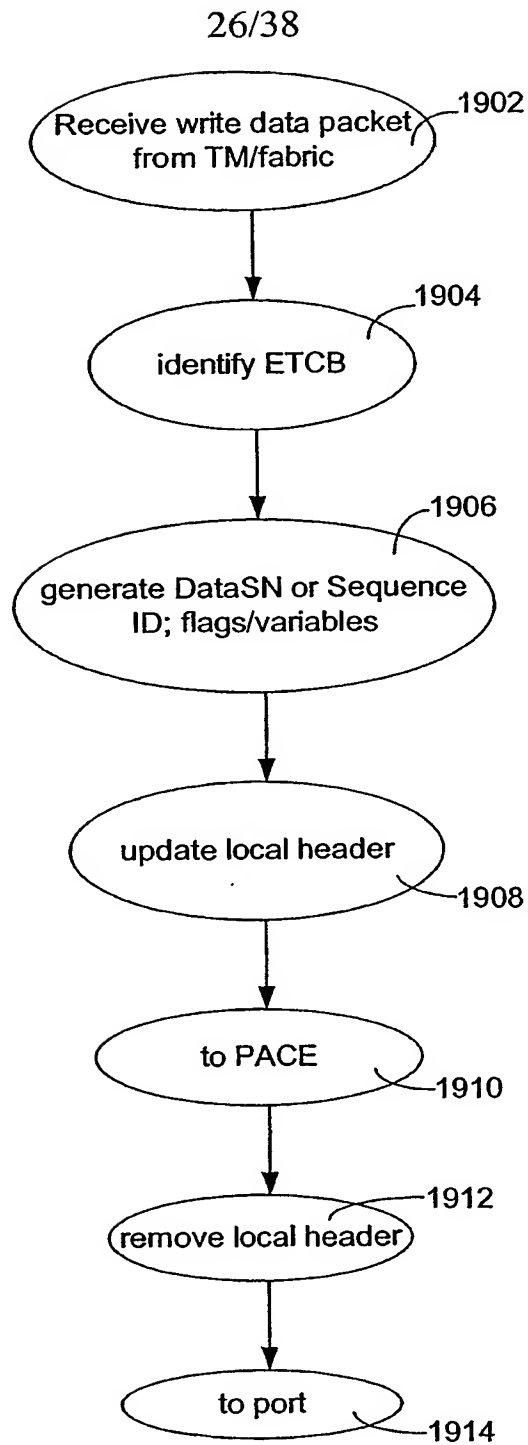 26/38
Receive write data packet
from TM/fabric
1902
identify ETCB
1904
generate DataSN or Sequence
ID; flags/variables
1906
update local header
1908
to PACE
1910
remove local header
1912
to port
1914